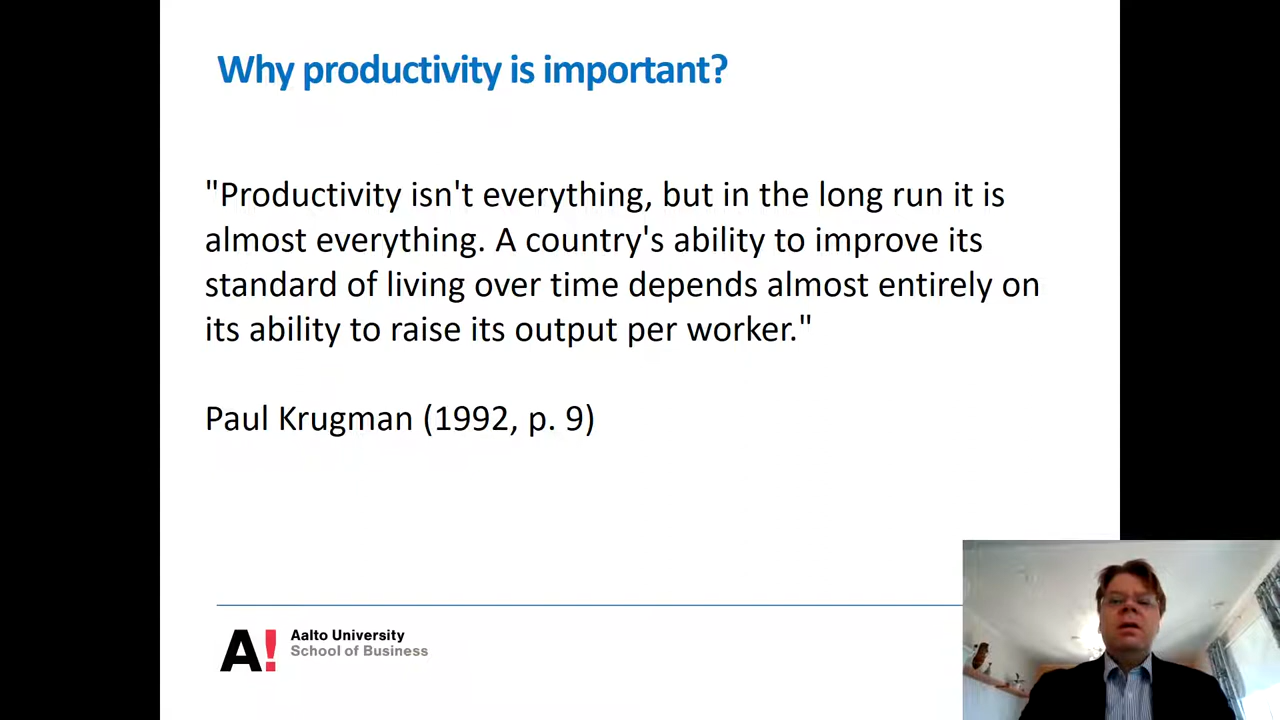 Why productivity is important?
"Productivity isn't everything, but in the long run it is
almost everything. A country's ability to improve its
standard of living over time depends almost entirely on
its ability to raise its output per worker."
Paul Krugman (1992, p. 9)
A! Aalto University
School of Business